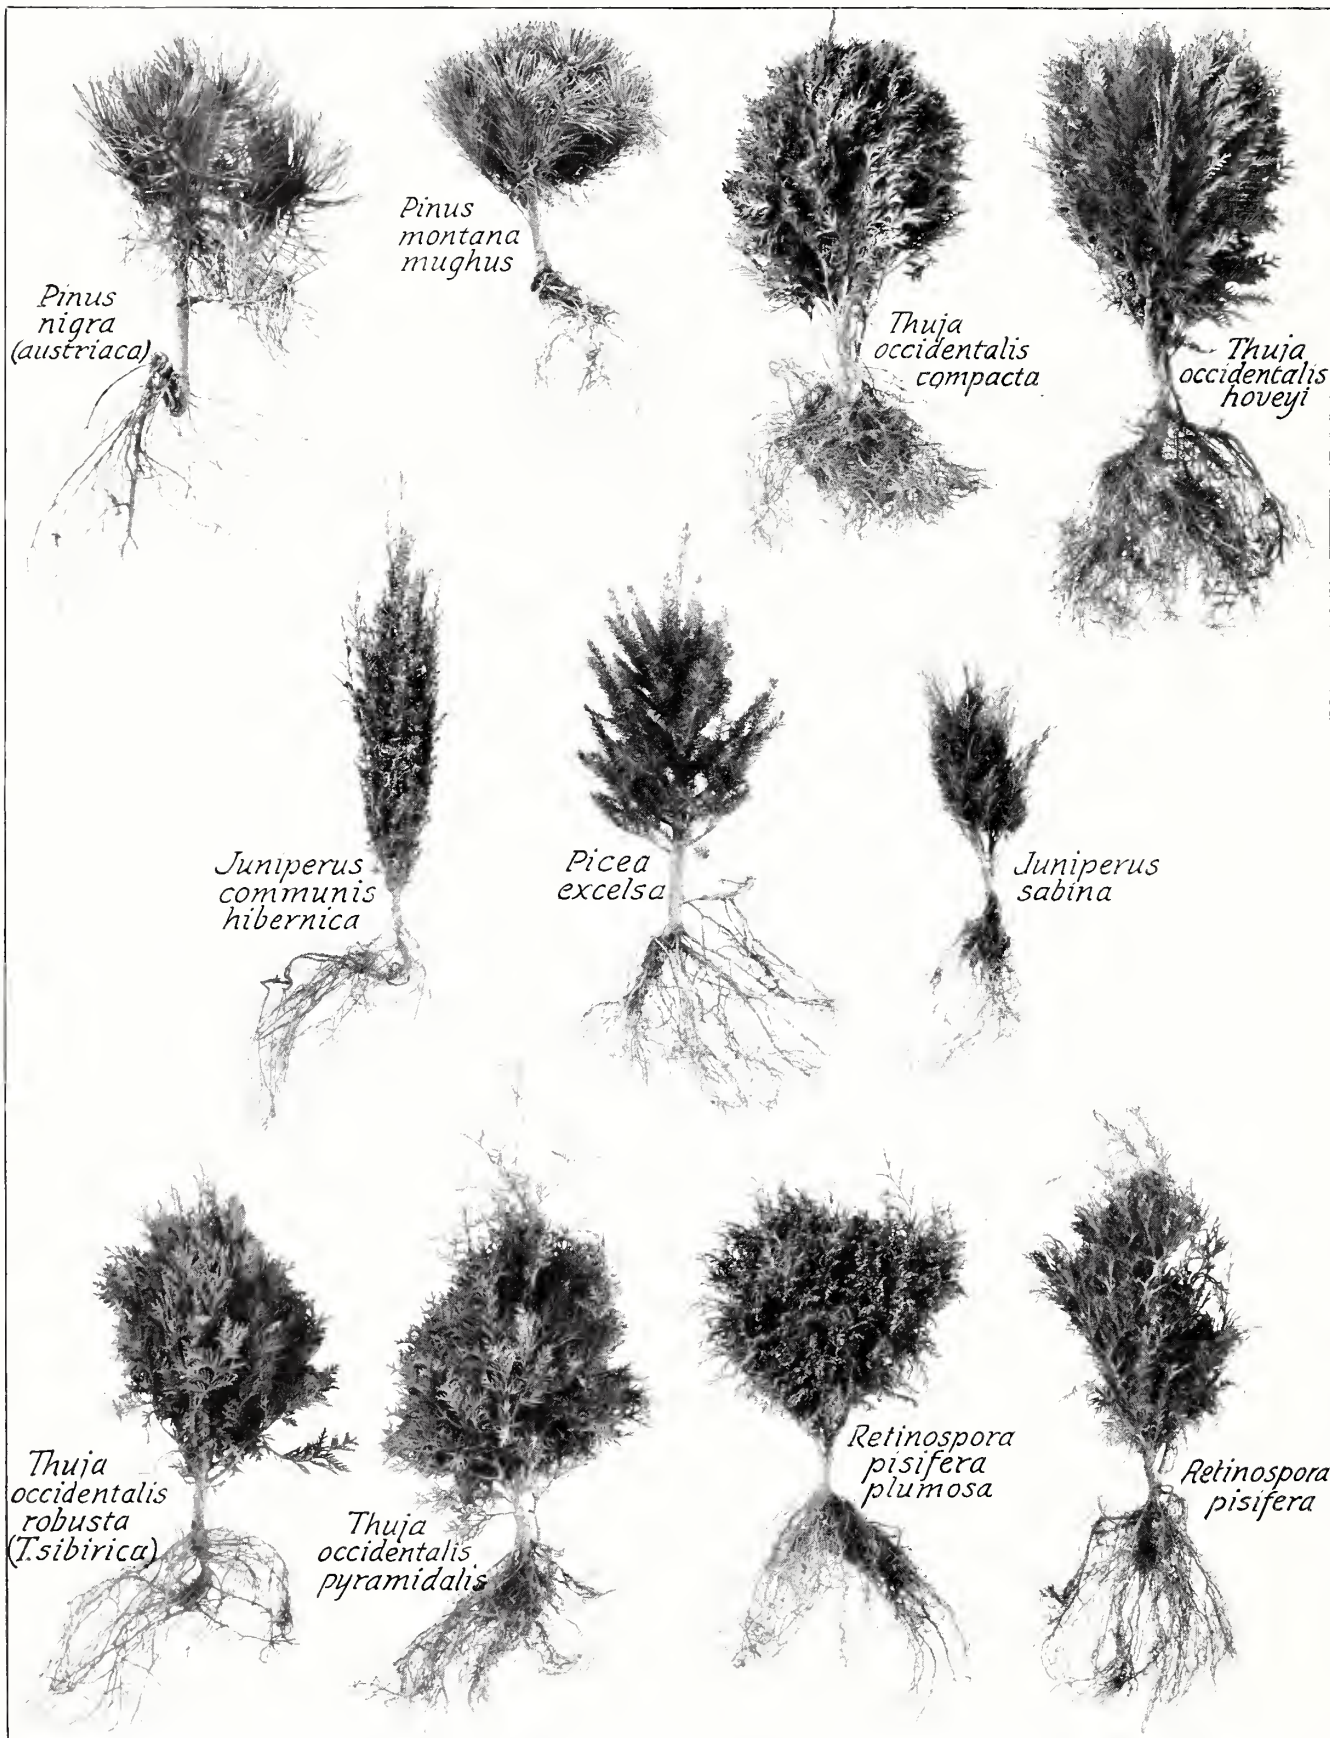 Pinus
nigra
(austriaca)
Pinus
montana
mughus
Thuja
occidentalis
compacta
Thuja
occidentalis
hoveyi
Juniperus
communis
hibernica
Picea
excelsa
Juniperus
sabina
Thuja
occidentalis
robusta
(T.sibirica)
Thuja
occidentalis
pyramidalis
Retinospora
pisifera
plumosa
Retinospora
pisifera